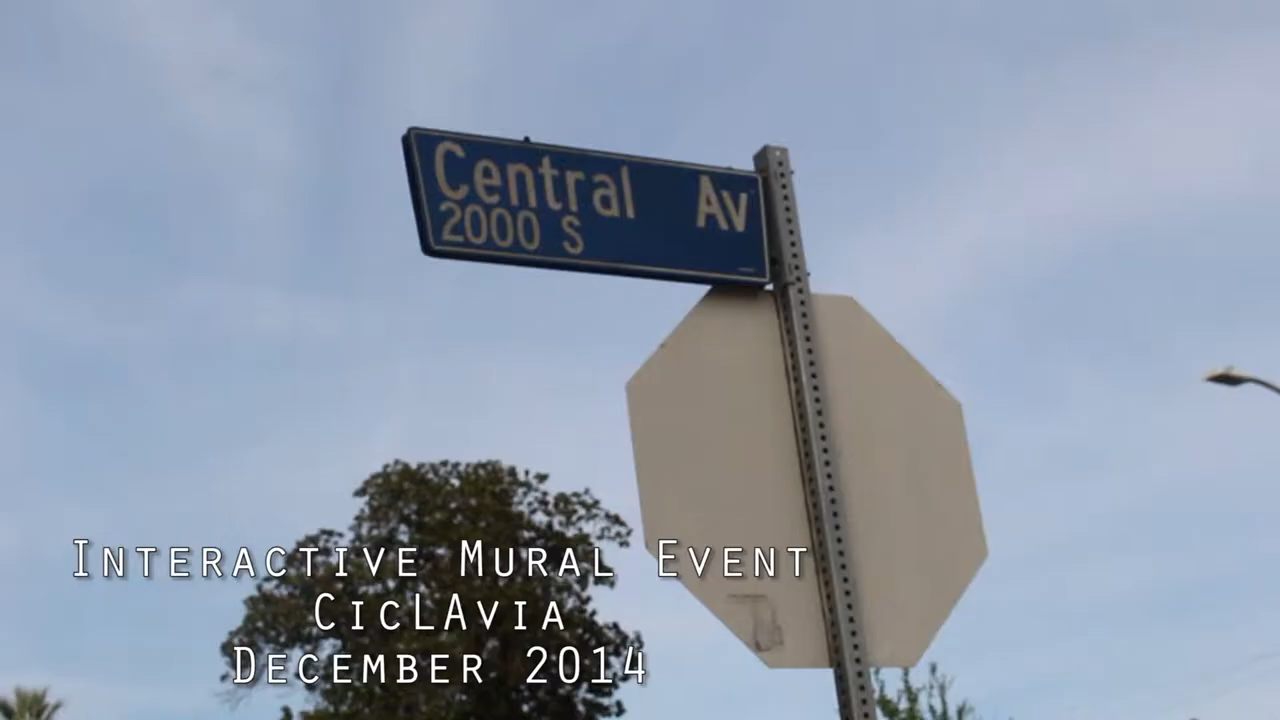 Central Av
2000 S
Interactive Mural Event
CicLAvia
December 2014